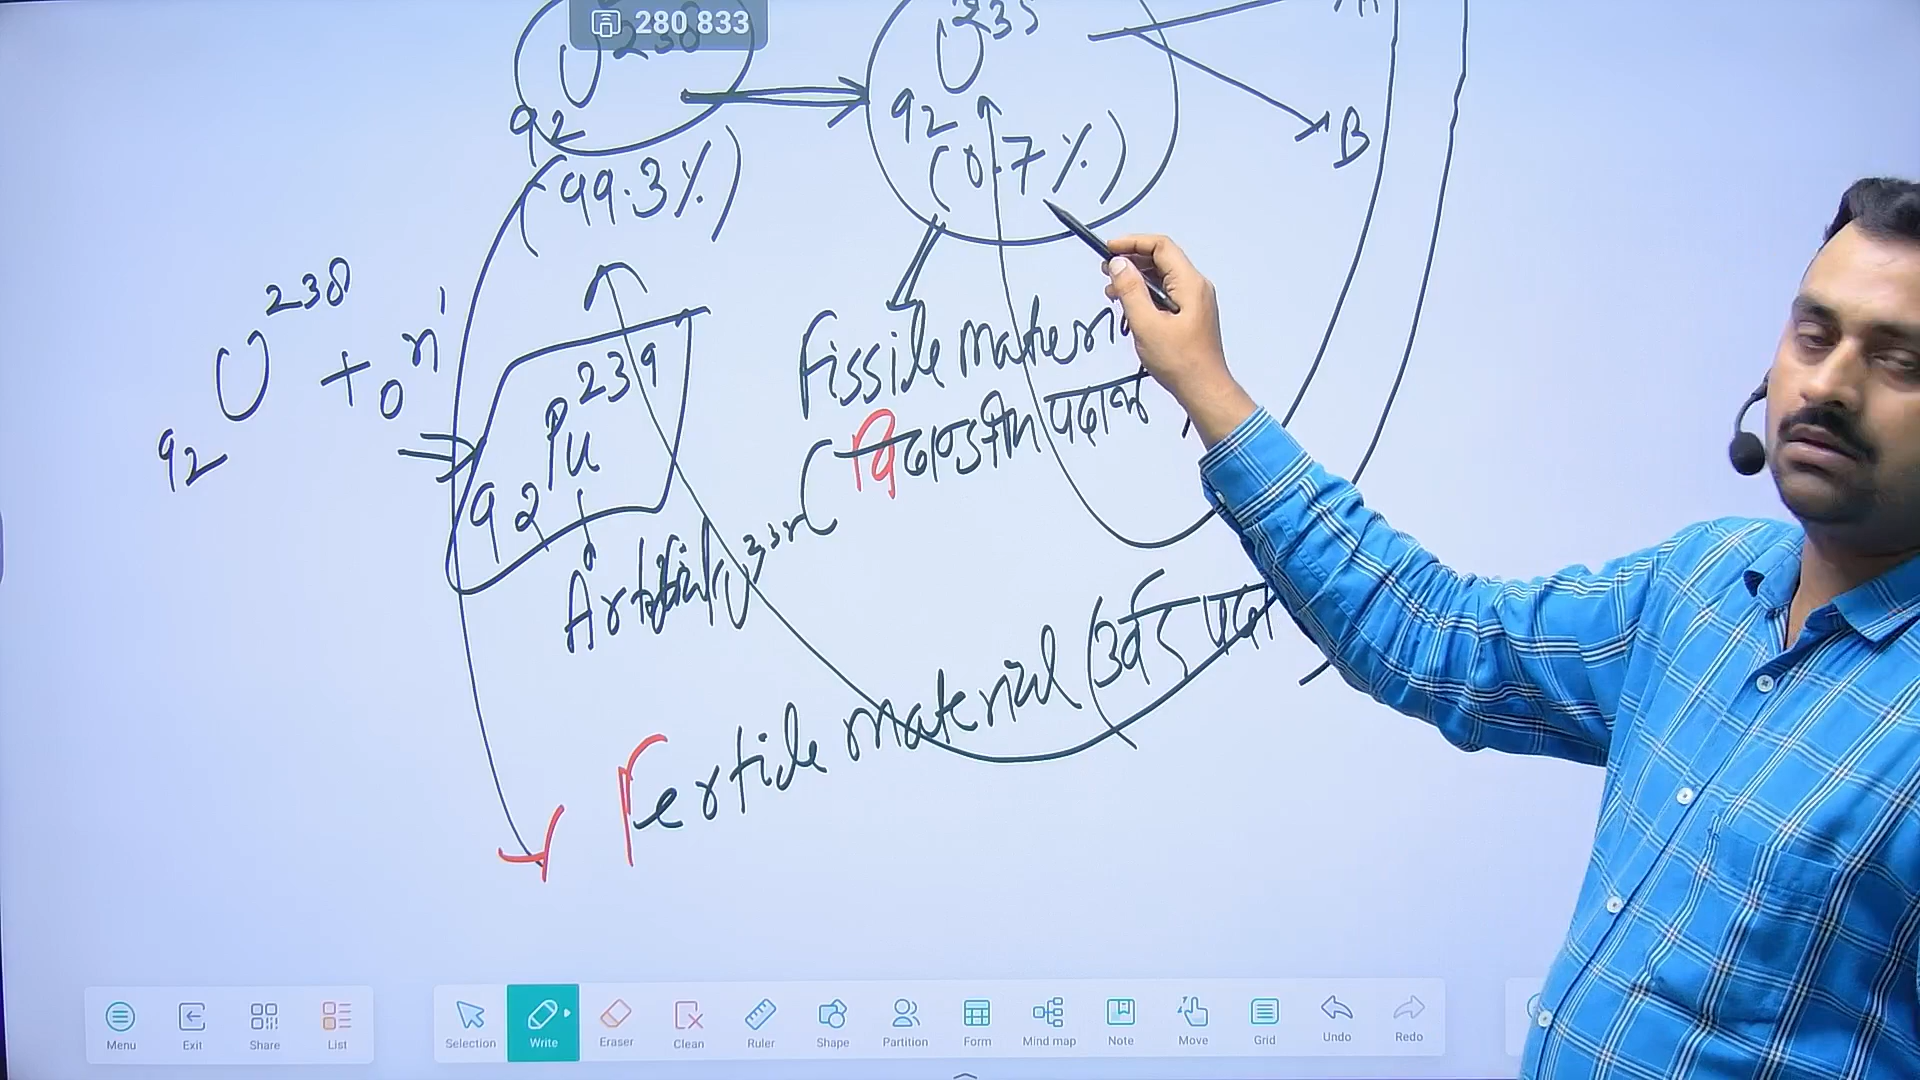 280 833
U 238
92
(99.3%)
U 235
92
(0.7%)
A
B
92 U 238 + 0 n 1
92 Pu 239
Fissile material
(विखण्डनीय पदार्थ
Fertile material (उर्वर पदा
Menu
Exit
Share
List
Selection
Write
Eraser
Clean
Ruler
Shape
Partition
Form
Mind map
Note
Move
Grid
Undo
Redo